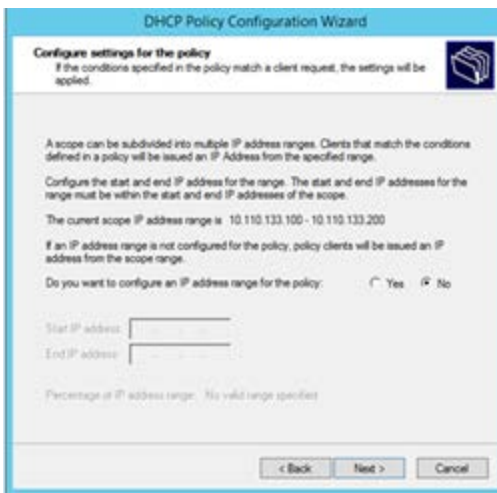 DHCP Policy Configuration Wizard
Configure settings for the policy
If the conditions specified in the policy match a client request, the settings will be
applied.
A scope can be subdivided into multiple IP address ranges. Clients that match the conditions
defined in a policy will be issued an IP Address from the specified range.
Configure the start and end IP address for the range. The start and end IP addresses for the
range must be within the start and end IP addresses of the scope.
The current scope IP address range is 10.110.133.100 - 10.110.133.200
If an IP address range is not configured for the policy, policy clients will be issued an IP
address from the scope range.
Do you want to configure an IP address range for the policy: Yes No
Start IP address:
End IP address:
Percentage of IP address range: No valid range specified
< Back Next > Cancel